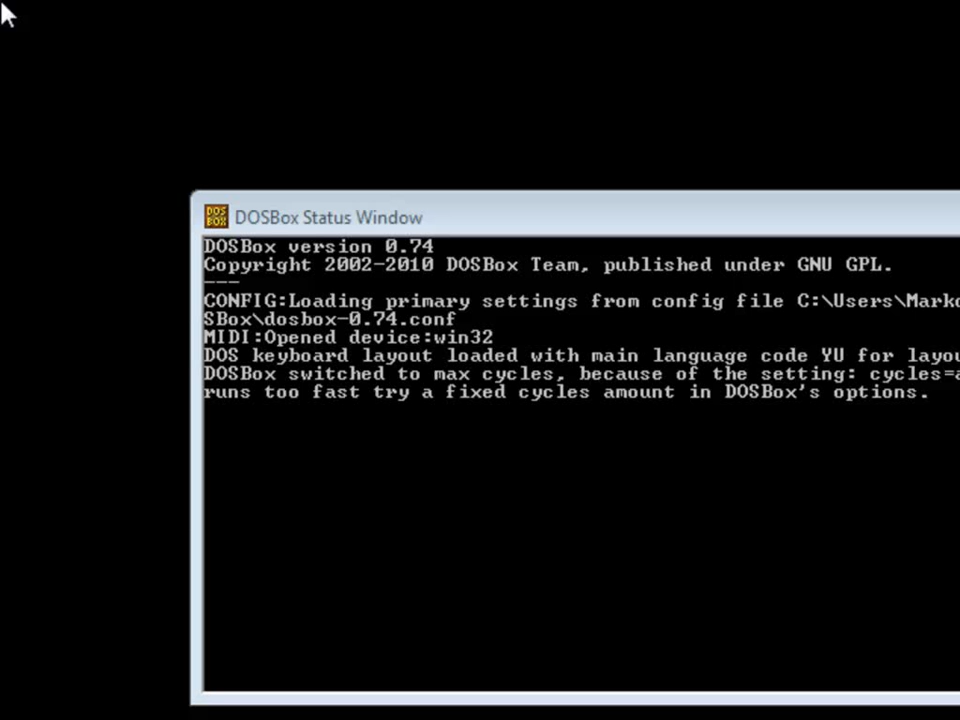 DOS
BOX
DOSBox Status Window
DOSBox version 0.74
Copyright 2002-2010 DOSBox Team, published under GNU GPL.
---
CONFIG:Loading primary settings from config file C:\Users\Marko
SBox\dosbox-0.74.conf
MIDI:Opened device:win32
DOS keyboard layout loaded with main language code YU for layou
DOSBox switched to max cycles, because of the setting: cycles=a
runs too fast try a fixed cycles amount in DOSBox's options.